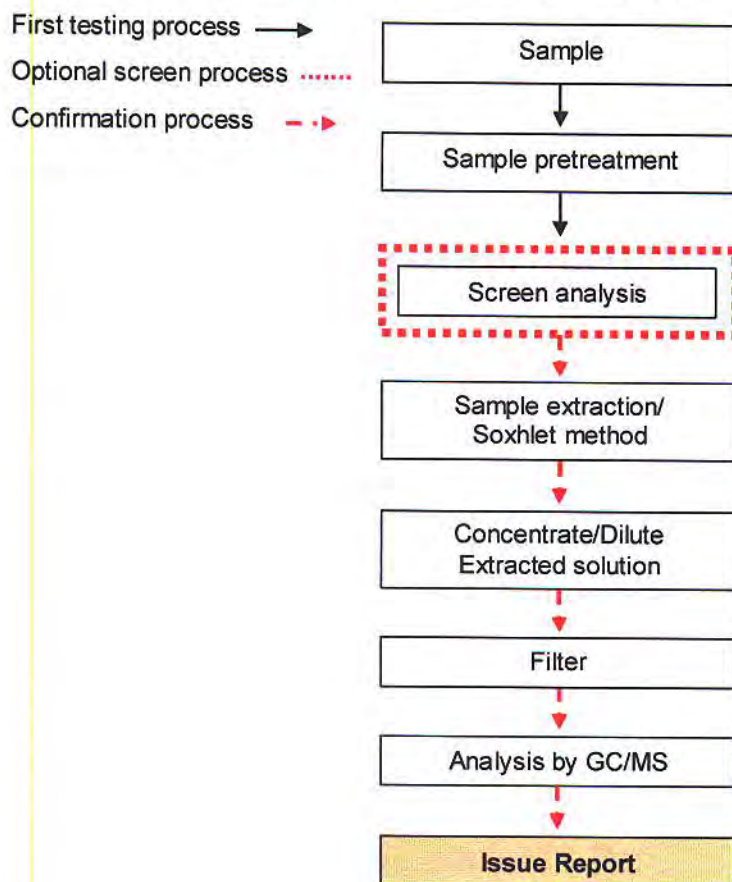 First testing process
Optional screen process
Confirmation process
Sample
Sample pretreatment
Screen analysis
Sample extraction/
Soxhlet method
Concentrate/Dilute
Extracted solution
Filter
Analysis by GC/MS
Issue Report